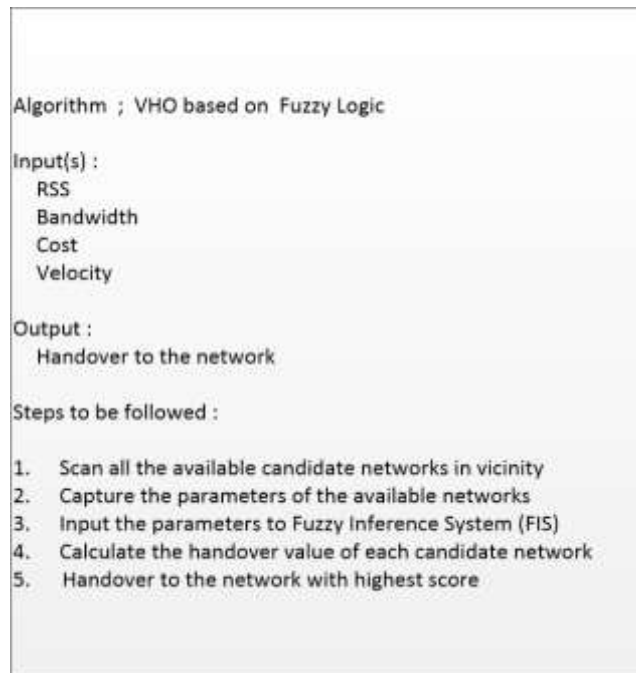 Algorithm ; VHO based on Fuzzy Logic
Input(s) :
RSS
Bandwidth
Cost
Velocity
Output :
Handover to the network
Steps to be followed :
1. Scan all the available candidate networks in vicinity
2. Capture the parameters of the available networks
3. Input the parameters to Fuzzy Inference System (FIS)
4. Calculate the handover value of each candidate network
5. Handover to the network with highest score